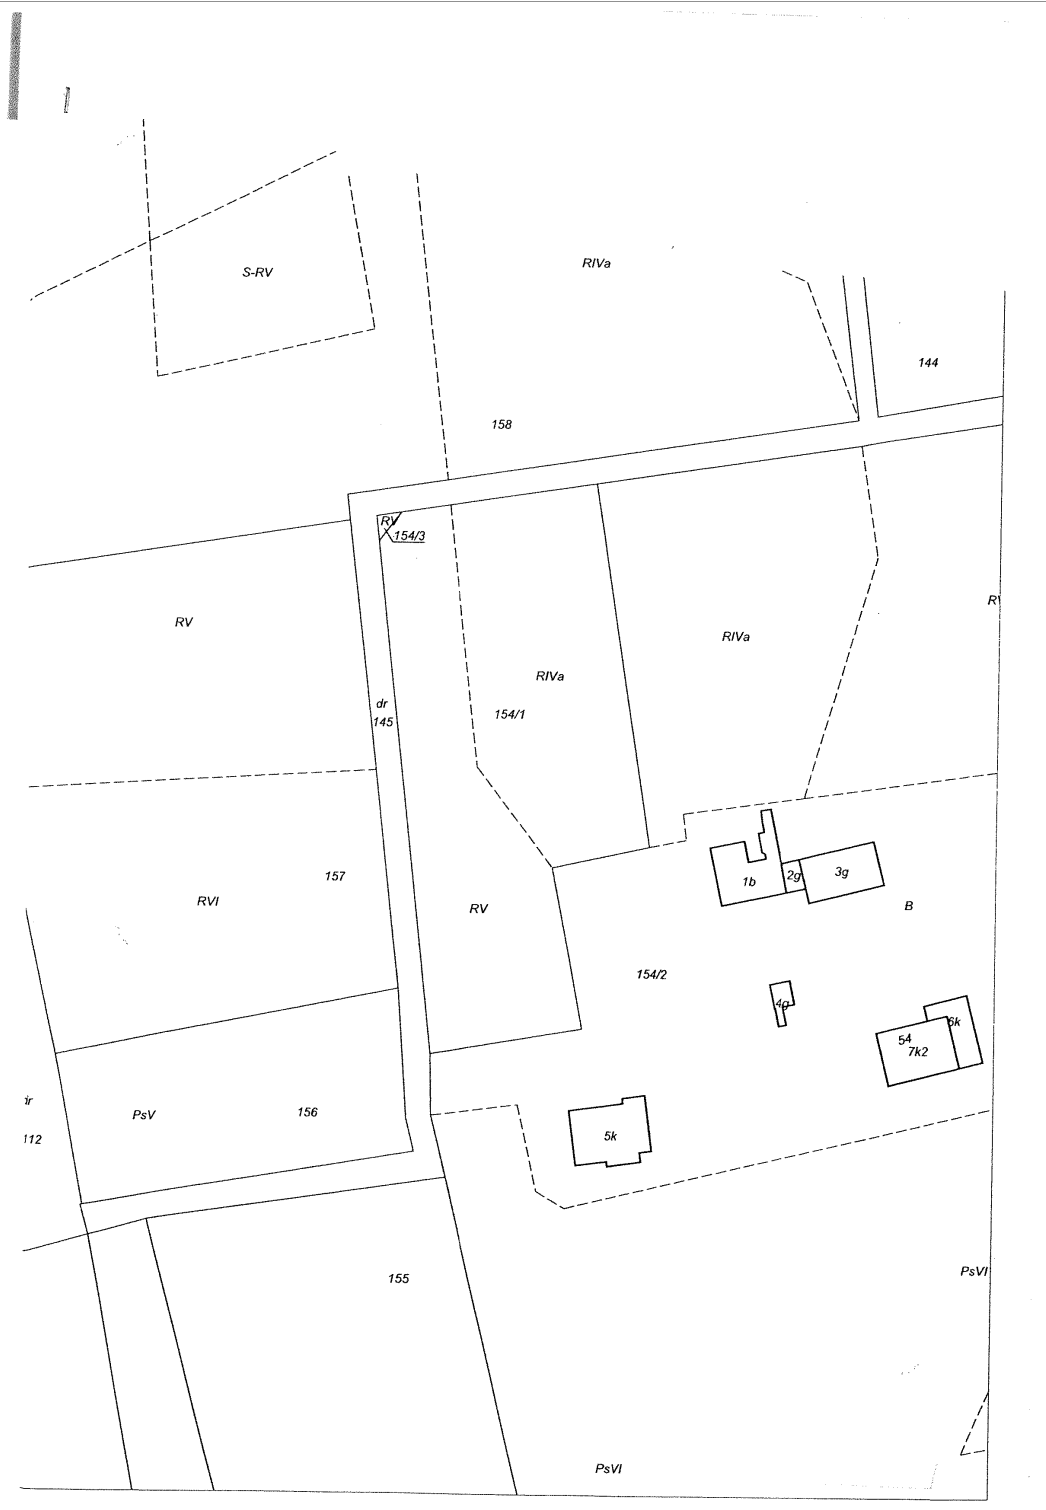 S-RV
RIVa
144
158
RV
154/3
RV
RIVa
RIVa
dr
145
154/1
157
RVI
RV
1b
2g
3g
B
154/2
4g
6k
54
7k2
PsV
156
112
5k
155
PsVI
PsVI